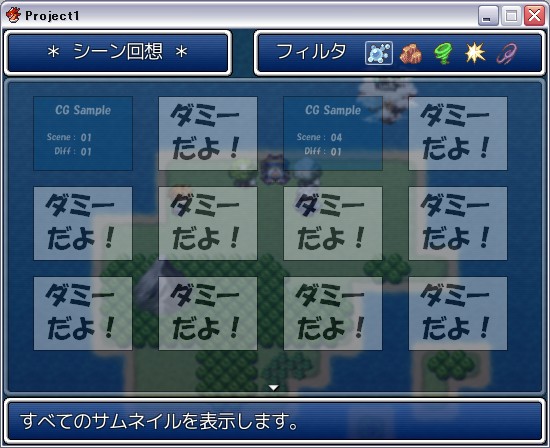 Project1
＊ シーン回想 ＊
フィルタ
CG Sample
Scene : 01
Diff : 01
ダミー
だよ！
CG Sample
Scene : 04
Diff : 01
ダミー
だよ！
ダミー
だよ！
ダミー
だよ！
ダミー
だよ！
ダミー
だよ！
ダミー
だよ！
ダミー
だよ！
ダミー
だよ！
ダミー
だよ！
すべてのサムネイルを表示します。